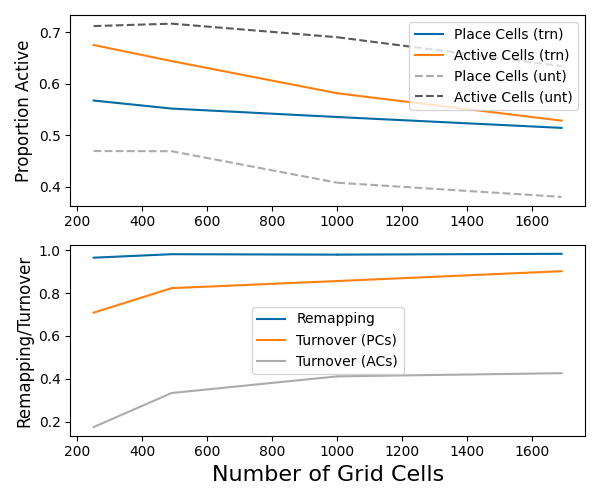 Proportion Active
0.7
0.6
0.5
0.4
Place Cells (trn)
Active Cells (trn)
Place Cells (unt)
Active Cells (unt)
200 400 600 800 1000 1200 1400 1600
Remapping/Turnover
1.0
0.8
0.6
0.4
0.2
Remapping
Turnover (PCs)
Turnover (ACs)
200 400 600 800 1000 1200 1400 1600
Number of Grid Cells